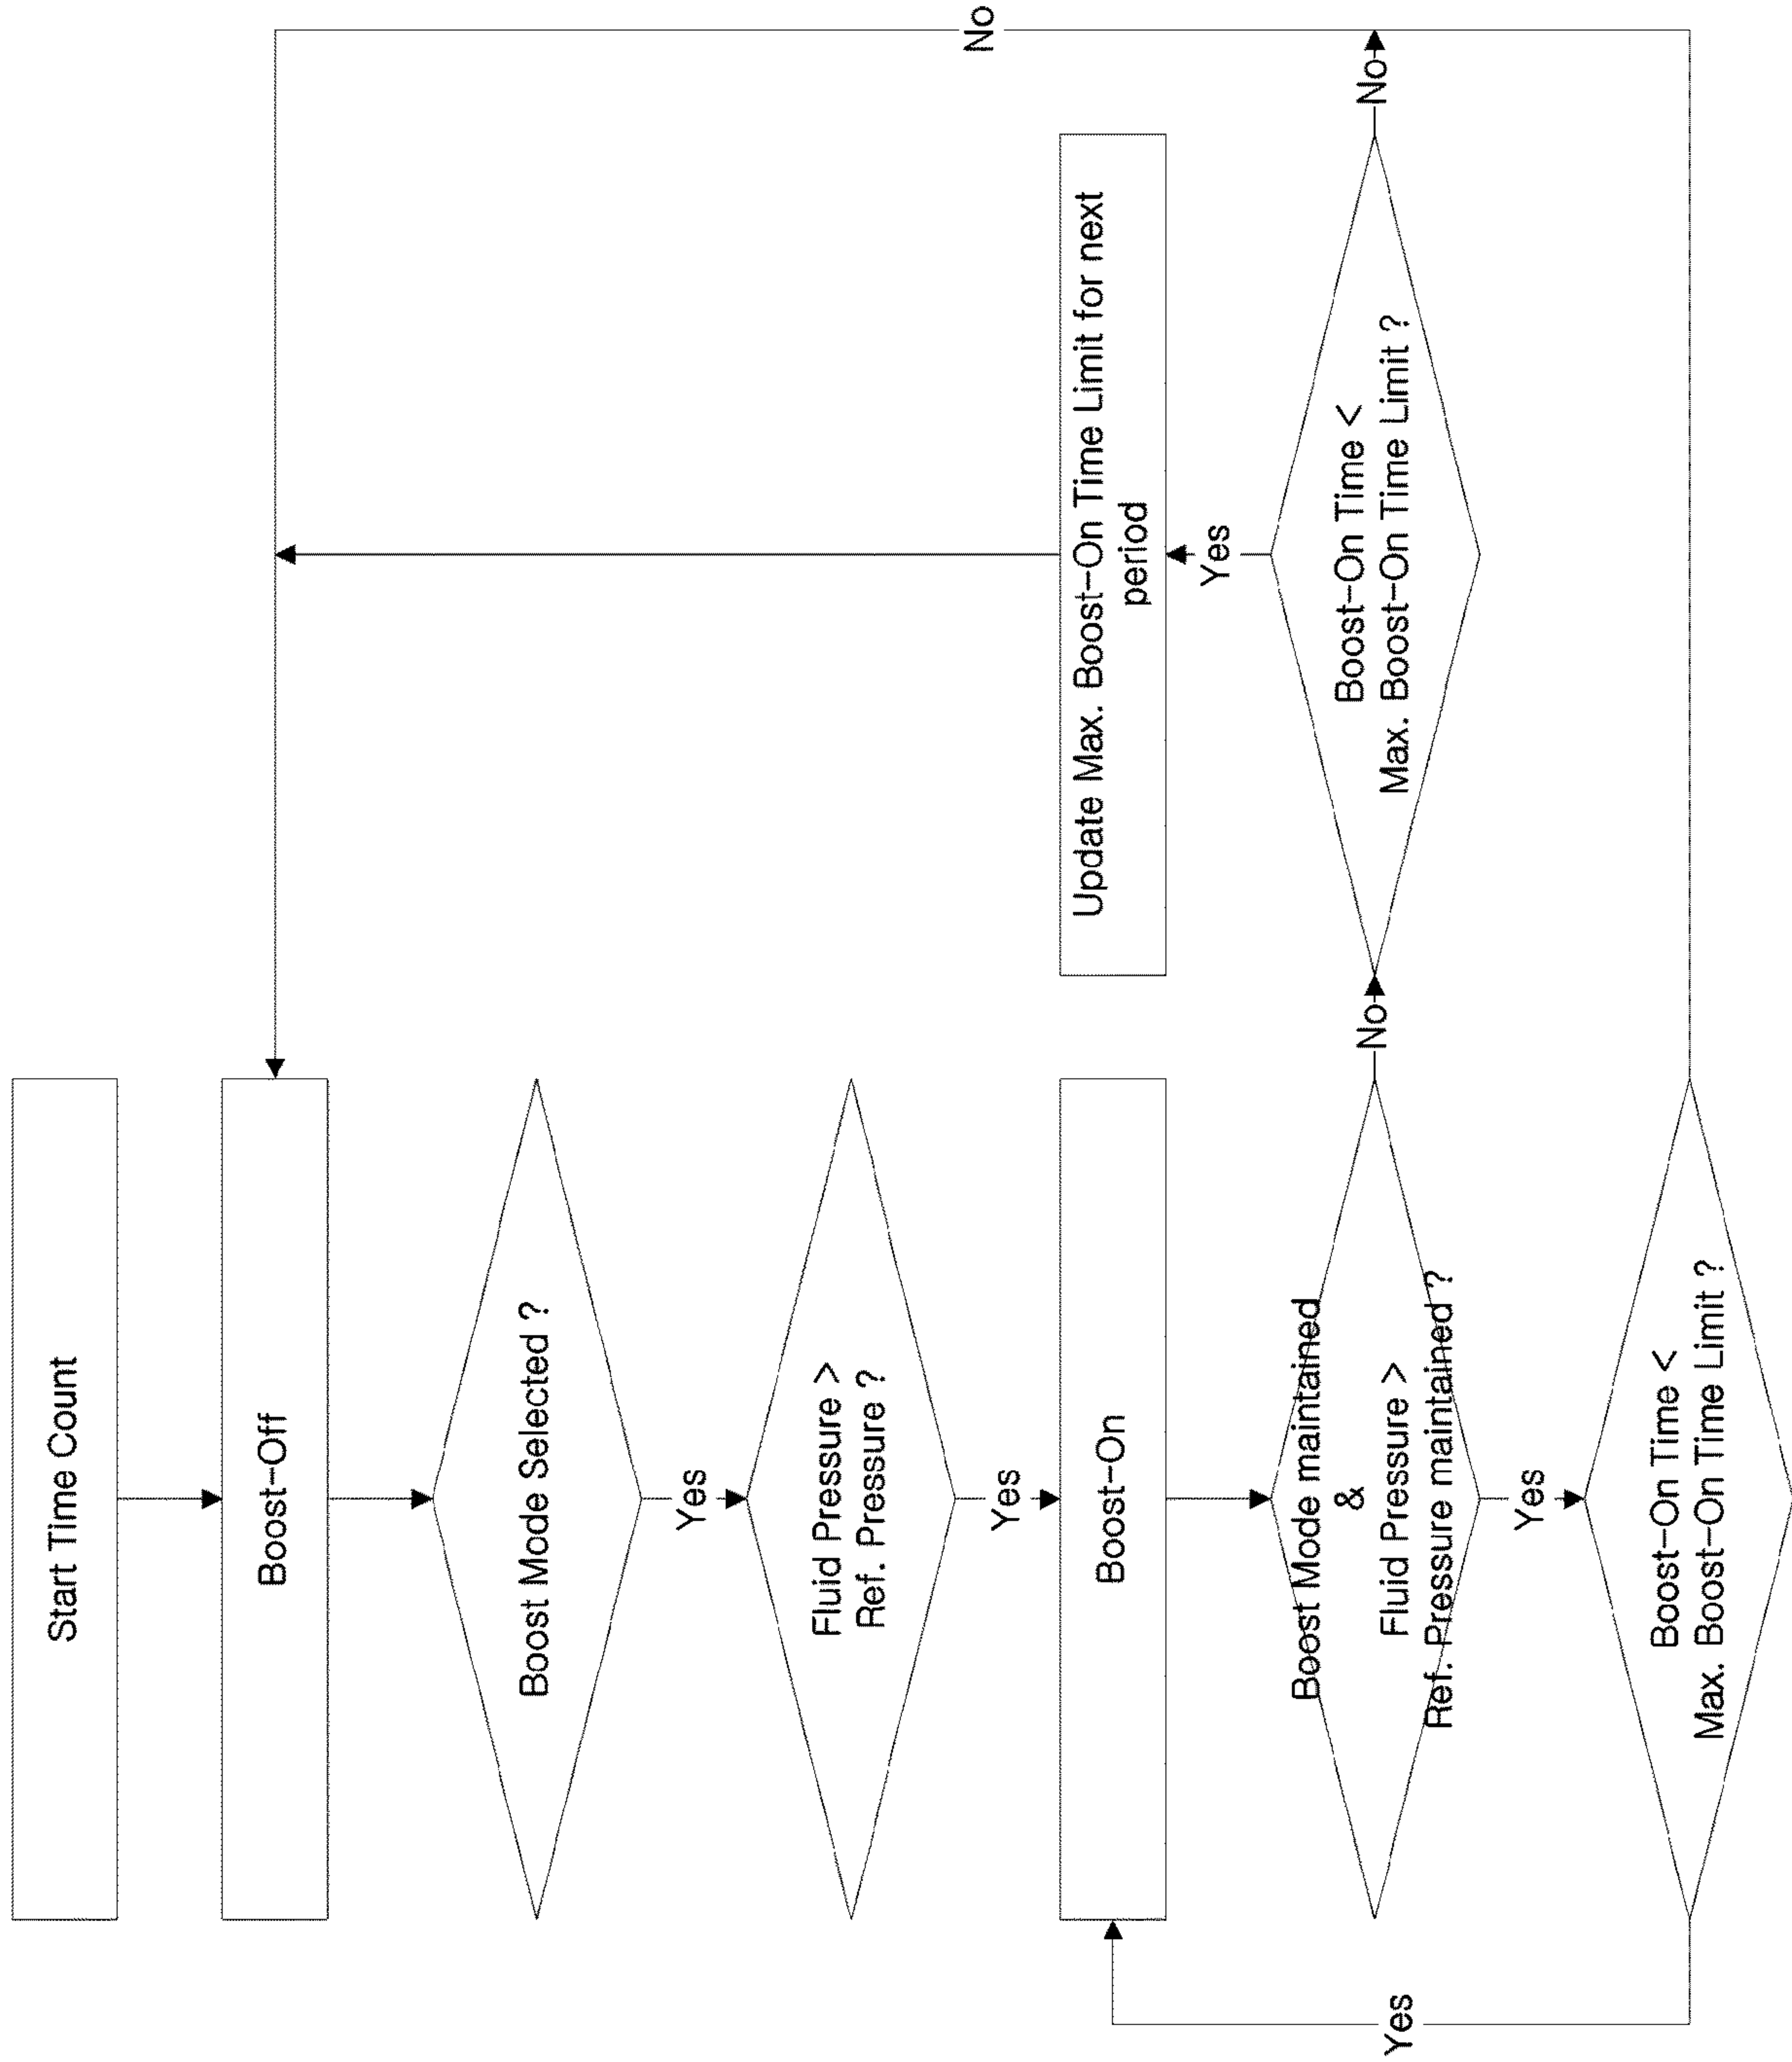 Start Time Count
Boost-Off
Boost Mode Selected ?
Yes
Fluid Pressure >
Ref. Pressure ?
Yes
Boost-On
Boost Mode maintained
&
Fluid Pressure >
Ref. Pressure maintained ?
No
Yes
Boost-On Time <
Max. Boost-On Time Limit ?
Yes
No
Boost-On Time <
Max. Boost-On Time Limit ?
No
Yes
Update Max. Boost-On Time Limit for next
period